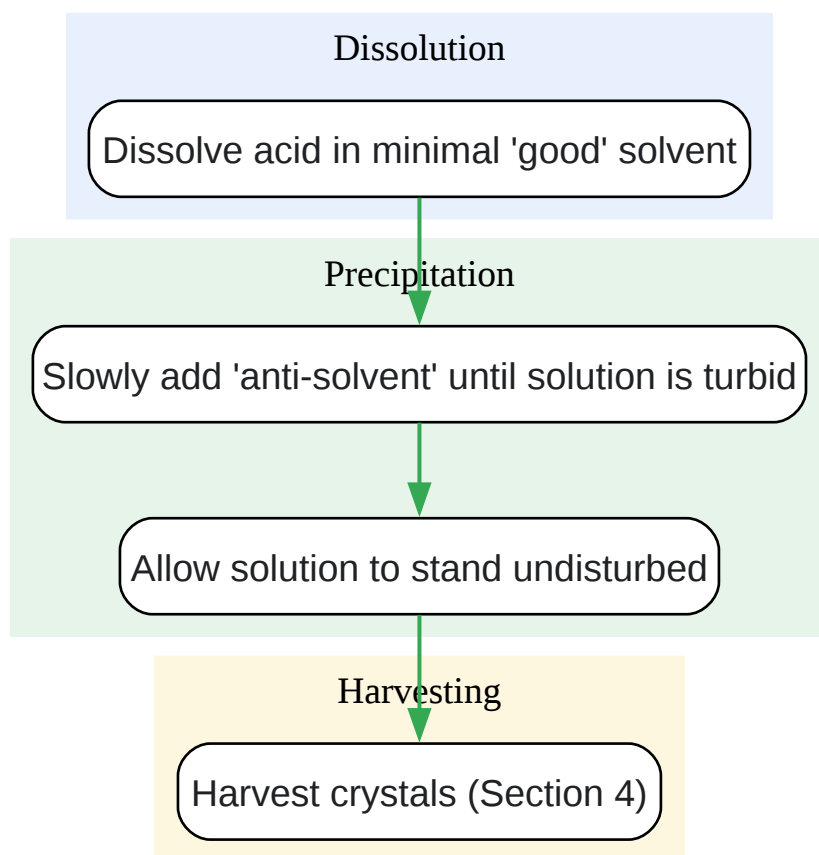 Dissolution
Dissolve acid in minimal 'good' solvent
Precipitation
Slowly add 'anti-solvent' until solution is turbid
Allow solution to stand undisturbed
Harvesting
Harvest crystals (Section 4)